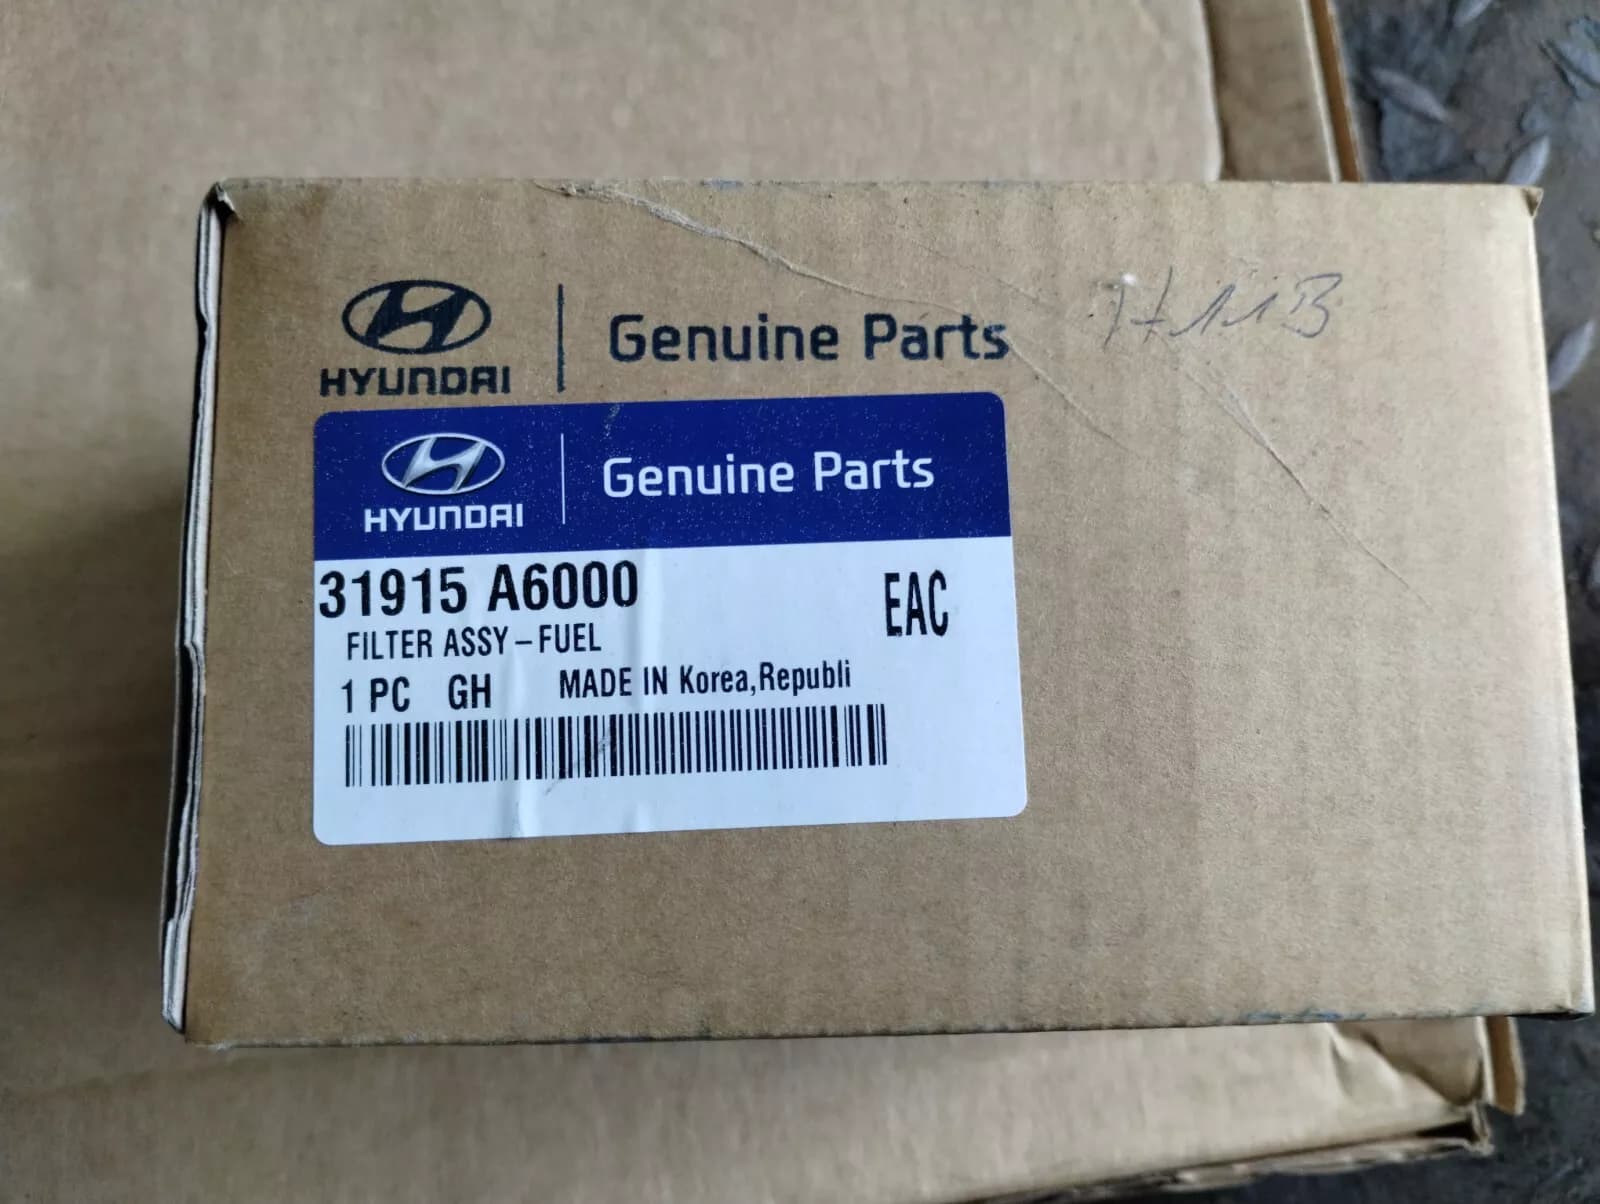 HYUNDAI Genuine Parts H11B
HYUNDAI Genuine Parts
31915 A6000 EAC
FILTER ASSY-FUEL
1 PC GH MADE IN Korea,Republi